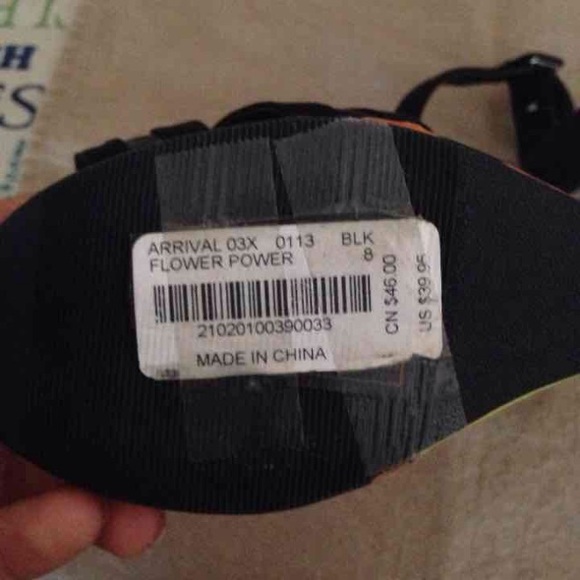 ARRIVAL 03X 0113 BLK
FLOWER POWER 8
21020100390033
MADE IN CHINA
CN $46.00
US $39.95